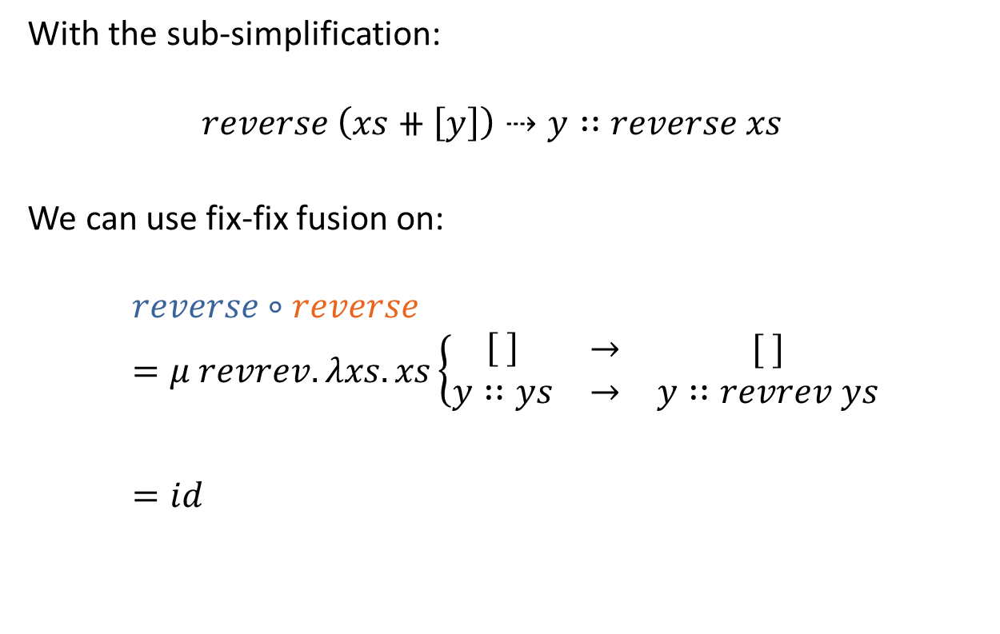 With the sub-simplification:
reverse (xs ⧺ [y]) ⇢ y ∷ reverse xs
We can use fix-fix fusion on:
reverse ∘ reverse
= μ revrev. λxs. xs { [] → []
y ∷ ys → y ∷ revrev ys
= id